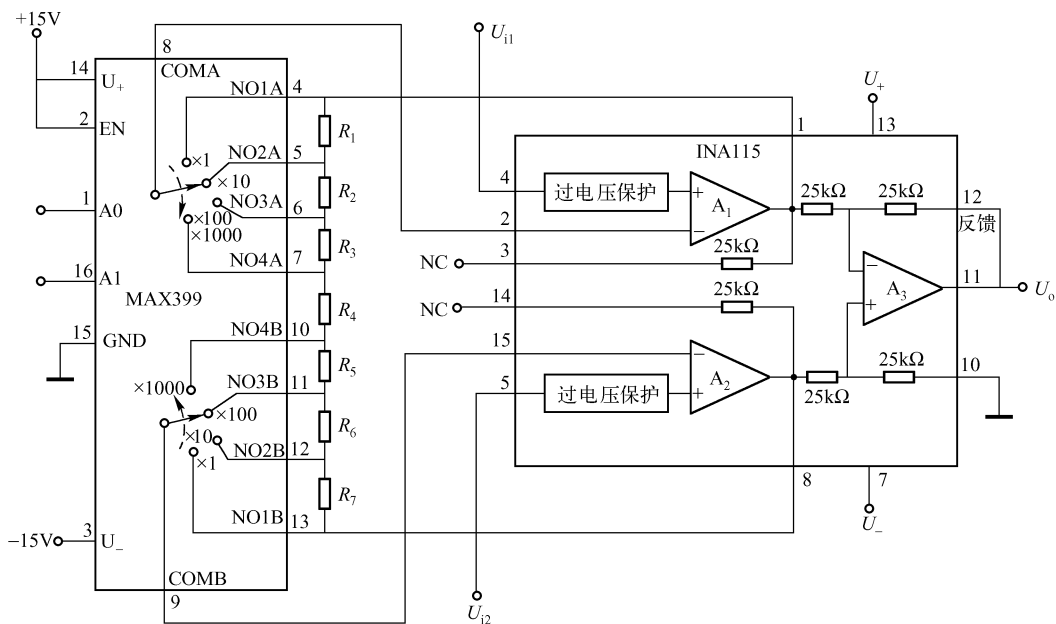 +15V
8
COMA
14
U+
2
EN
1
A0
16
A1
MAX399
15
GND
−15V
3
U−
COMB
9
NO1A
4
×1
NO2A
5
×10
NO3A
6
×100
×1000
NO4A
7
NO4B
10
×1000
NO3B
11
×100
×10
NO2B
12
×1
NO1B
13
R1
R2
R3
R4
R5
R6
R7
Ui1
U+
1
13
INA115
4
过电压保护
+
A1
2
−
25kΩ
25kΩ
12
反馈
3
NC
25kΩ
14
NC
25kΩ
−
A3
+
11
Uo
15
−
A2
5
过电压保护
+
25kΩ
25kΩ
10
8
7
U−
Ui2